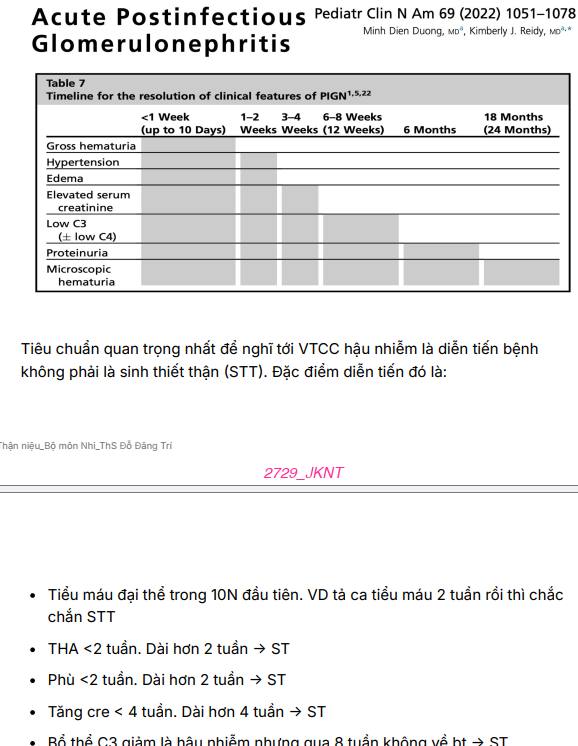 Acute Postinfectious
Glomerulonephritis
Pediatr Clin N Am 69 (2022) 1051–1078
Minh Dien Duong, MDᵃ, Kimberly J. Reidy, MDᵃ,*
Table 7
Timeline for the resolution of clinical features of PIGN¹,⁵,²²
<1 Week 1–2 3–4 6–8 Weeks 18 Months
(up to 10 Days) Weeks Weeks (12 Weeks) 6 Months (24 Months)
Gross hematuria
Hypertension
Edema
Elevated serum
creatinine
Low C3
(± low C4)
Proteinuria
Microscopic
hematuria
Tiêu chuẩn quan trọng nhất để nghĩ tới VTCC hậu nhiễm là diễn tiến bệnh
không phải là sinh thiết thận (STT). Đặc điểm diễn tiến đó là:
Thận niệu_Bộ môn Nhi_ThS Đỗ Đăng Trí
2729_JKNT
• Tiểu máu đại thể trong 10N đầu tiên. VD tả ca tiểu máu 2 tuần rồi thì chắc
chắn STT
• THA <2 tuần. Dài hơn 2 tuần → ST
• Phù <2 tuần. Dài hơn 2 tuần → ST
• Tăng cre < 4 tuần. Dài hơn 4 tuần → ST
• Bổ thể C3 giảm là hậu nhiễm nhưng qua 8 tuần không về bt → ST